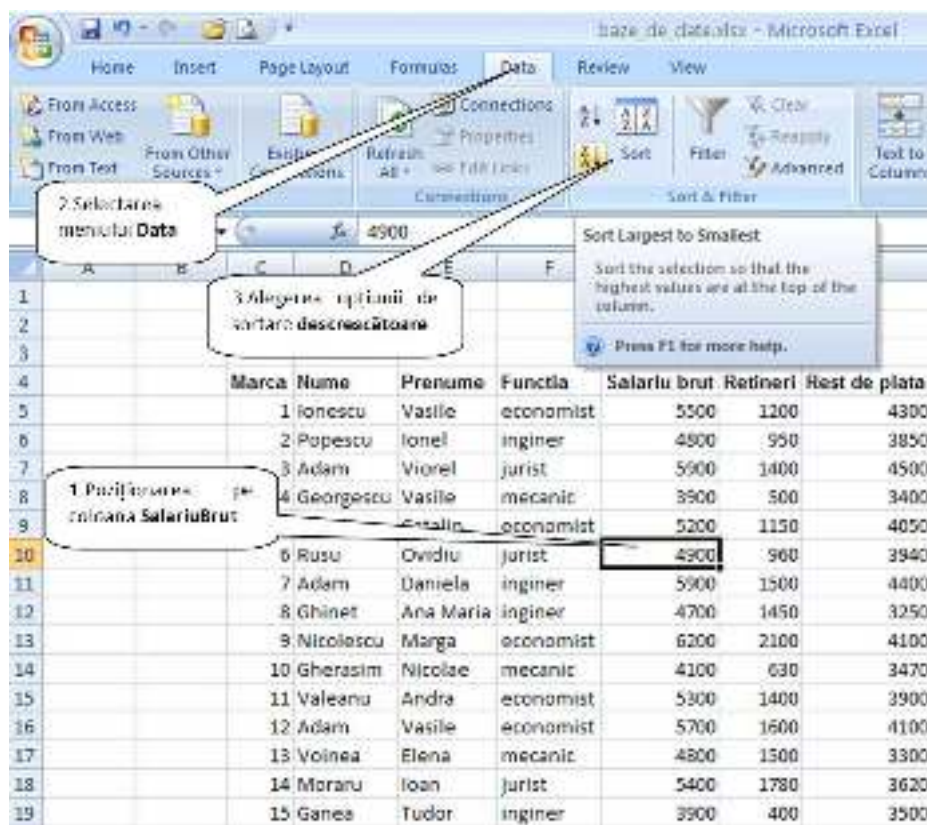 baze_de_date.xlsx - Microsoft Excel
Home Insert Page Layout Formulas Data Review View
From Access
From Web
From Text
From Other Sources
Existing Connections
Refresh All
Connections
Properties
Edit Links
Connections
Sort
Filter
Clear
Reapply
Advanced
Sort & Filter
Text to Column
2 Selectarea
meniului Data
fx 4900
Sort Largest to Smallest
Sort the selection so that the
highest values are at the top of the
column.
Press F1 for more help.
A B C D E F
3 Alegerea opţiunii de
sortare descrescătoare
1
2
3
4 Marca Nume Prenume Functia Salariu brut Retineri Rest de plata
5 1 Ionescu Vasile economist 5500 1200 4300
6 2 Popescu Ionel inginer 4800 950 3850
7 3 Adam Viorel jurist 5900 1400 4500
8 4 Georgescu Vasile mecanic 3900 500 3400
9 economist 5200 1150 4050
10 6 Rusu Ovidiu jurist 4900 960 3940
11 7 Adam Daniela inginer 5900 1500 4400
12 8 Ghinet Ana Maria inginer 4700 1450 3250
13 9 Nicolescu Marga economist 6200 2100 4100
14 10 Gherasim Nicolae mecanic 4100 630 3470
15 11 Valeanu Andra economist 5300 1400 3900
16 12 Adam Vasile economist 5700 1600 4100
17 13 Voinea Elena mecanic 4800 1500 3300
18 14 Moraru Ioan jurist 5400 1780 3620
19 15 Ganea Tudor inginer 3900 400 3500
1 Poziţionarea pe
coloana SalariuBrut